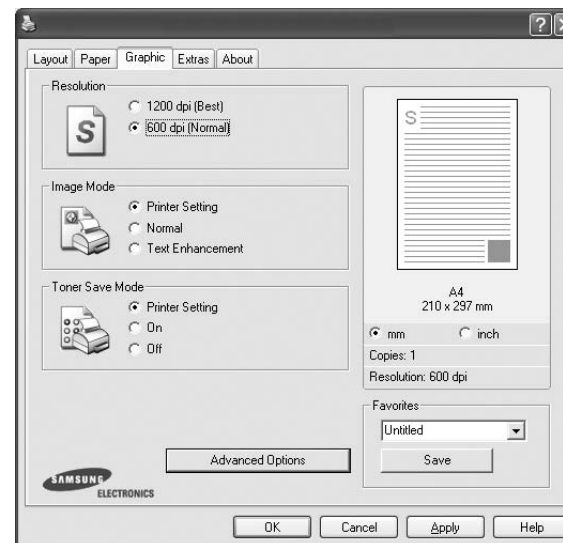 Layout Paper Graphic Extras About
Resolution
1200 dpi (Best)
600 dpi (Normal)
S
Image Mode
Printer Setting
Normal
Text Enhancement
Toner Save Mode
Printer Setting
On
Off
Advanced Options
SAMSUNG
ELECTRONICS
S
A4
210 x 297 mm
mm inch
Copies: 1
Resolution: 600 dpi
Favorites
Untitled
Save
OK Cancel Apply Help